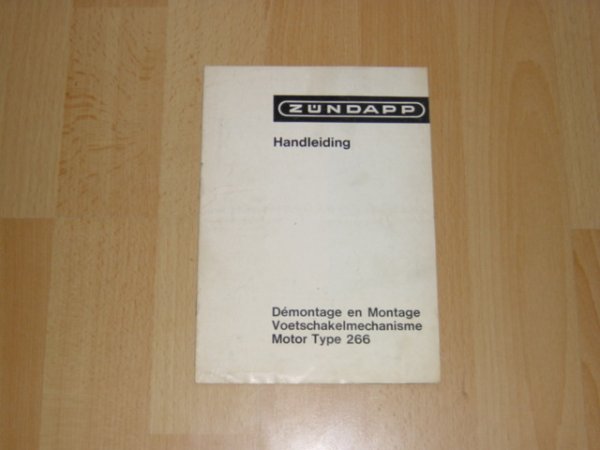 ZÜNDAPP
Handleiding
Démontage en Montage
Voetschakelmechanisme
Motor Type 266